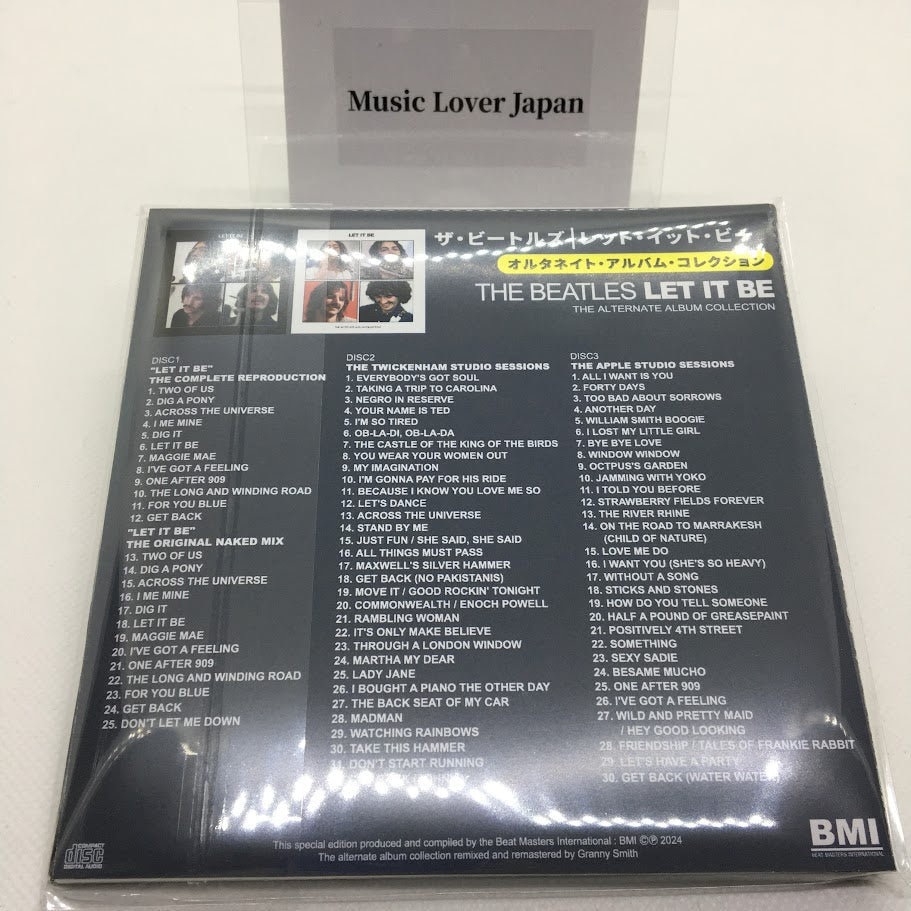 Music Lover Japan
LET IT BE
LET IT BE
ザ・ビートルズ|レット・イット・ビー
オルタネイト・アルバム・コレクション
THE BEATLES LET IT BE
THE ALTERNATE ALBUM COLLECTION
DISC1
"LET IT BE"
THE COMPLETE REPRODUCTION
1. TWO OF US
2. DIG A PONY
3. ACROSS THE UNIVERSE
4. I ME MINE
5. DIG IT
6. LET IT BE
7. MAGGIE MAE
8. I'VE GOT A FEELING
9. ONE AFTER 909
10. THE LONG AND WINDING ROAD
11. FOR YOU BLUE
12. GET BACK
"LET IT BE"
THE ORIGINAL NAKED MIX
13. TWO OF US
14. DIG A PONY
15. ACROSS THE UNIVERSE
16. I ME MINE
17. DIG IT
18. LET IT BE
19. MAGGIE MAE
20. I'VE GOT A FEELING
21. ONE AFTER 909
22. THE LONG AND WINDING ROAD
23. FOR YOU BLUE
24. GET BACK
25. DON'T LET ME DOWN
DISC2
THE TWICKENHAM STUDIO SESSIONS
1. EVERYBODY'S GOT SOUL
2. TAKING A TRIP TO CAROLINA
3. NEGRO IN RESERVE
4. YOUR NAME IS TED
5. I'M SO TIRED
6. OB-LA-DI, OB-LA-DA
7. THE CASTLE OF THE KING OF THE BIRDS
8. YOU WEAR YOUR WOMEN OUT
9. MY IMAGINATION
10. I'M GONNA PAY FOR HIS RIDE
11. BECAUSE I KNOW YOU LOVE ME SO
12. LET'S DANCE
13. ACROSS THE UNIVERSE
14. STAND BY ME
15. JUST FUN / SHE SAID, SHE SAID
16. ALL THINGS MUST PASS
17. MAXWELL'S SILVER HAMMER
18. GET BACK (NO PAKISTANIS)
19. MOVE IT / GOOD ROCKIN' TONIGHT
20. COMMONWEALTH / ENOCH POWELL
21. RAMBLING WOMAN
22. IT'S ONLY MAKE BELIEVE
23. THROUGH A LONDON WINDOW
24. MARTHA MY DEAR
25. LADY JANE
26. I BOUGHT A PIANO THE OTHER DAY
27. THE BACK SEAT OF MY CAR
28. MADMAN
29. WATCHING RAINBOWS
30. TAKE THIS HAMMER
31. DON'T START RUNNING
DISC3
THE APPLE STUDIO SESSIONS
1. ALL I WANT IS YOU
2. FORTY DAYS
3. TOO BAD ABOUT SORROWS
4. ANOTHER DAY
5. WILLIAM SMITH BOOGIE
6. I LOST MY LITTLE GIRL
7. BYE BYE LOVE
8. WINDOW WINDOW
9. OCTPUS'S GARDEN
10. JAMMING WITH YOKO
11. I TOLD YOU BEFORE
12. STRAWBERRY FIELDS FOREVER
13. THE RIVER RHINE
14. ON THE ROAD TO MARRAKESH
(CHILD OF NATURE)
15. LOVE ME DO
16. I WANT YOU (SHE'S SO HEAVY)
17. WITHOUT A SONG
18. STICKS AND STONES
19. HOW DO YOU TELL SOMEONE
20. HALF A POUND OF GREASEPAINT
21. POSITIVELY 4TH STREET
22. SOMETHING
23. SEXY SADIE
24. BESAME MUCHO
25. ONE AFTER 909
26. I'VE GOT A FEELING
27. WILD AND PRETTY MAID
/ HEY GOOD LOOKING
28. FRIENDSHIP / TALES OF FRANKIE RABBIT
29. LET'S HAVE A PARTY
30. GET BACK (WATER WATER)
COMPACT
disc
DIGITAL AUDIO
This special edition produced and compiled by the Beat Masters International : BMI ©℗ 2024
The alternate album collection remixed and remastered by Granny Smith
BMI
BEAT MASTERS INTERNATIONAL